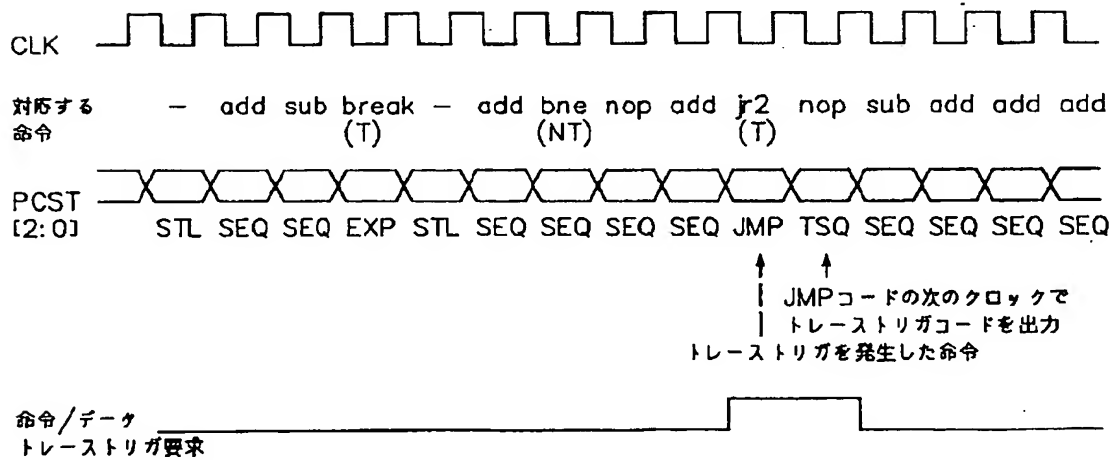 CLK
対応する 命令
- add sub break (T) - add bne (NT) nop add jr2 (T) nop sub add add add
PCST [2:0]
STL SEQ SEQ EXP STL SEQ SEQ SEQ SEQ JMP TSQ SEQ SEQ SEQ SEQ
JMPコードの次のクロックで
トレーストリガコードを出力
トレーストリガを発生した命令
命令/データ
トレーストリガ要求